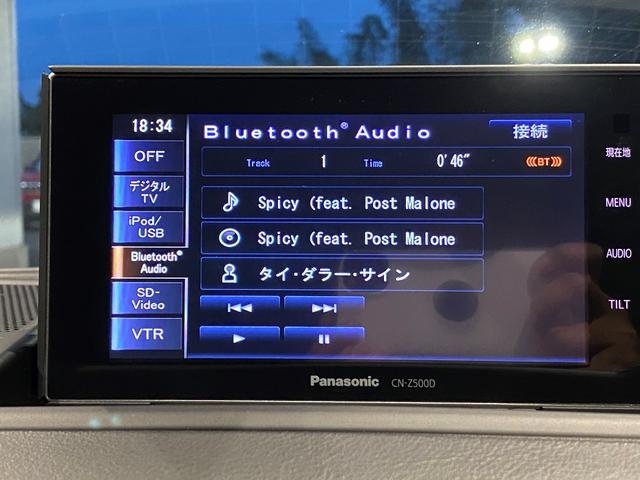 18:34
Bluetooth® Audio
接続
OFF
Track 1 Time 0'46"
BT
現在地
デジタル
TV
Spicy (feat. Post Malone
MENU
iPod/
USB
Spicy (feat. Post Malone
Bluetooth®
Audio
タイ・ダラー・サイン
AUDIO
SD-
Video
TILT
VTR
Panasonic CN-Z500D